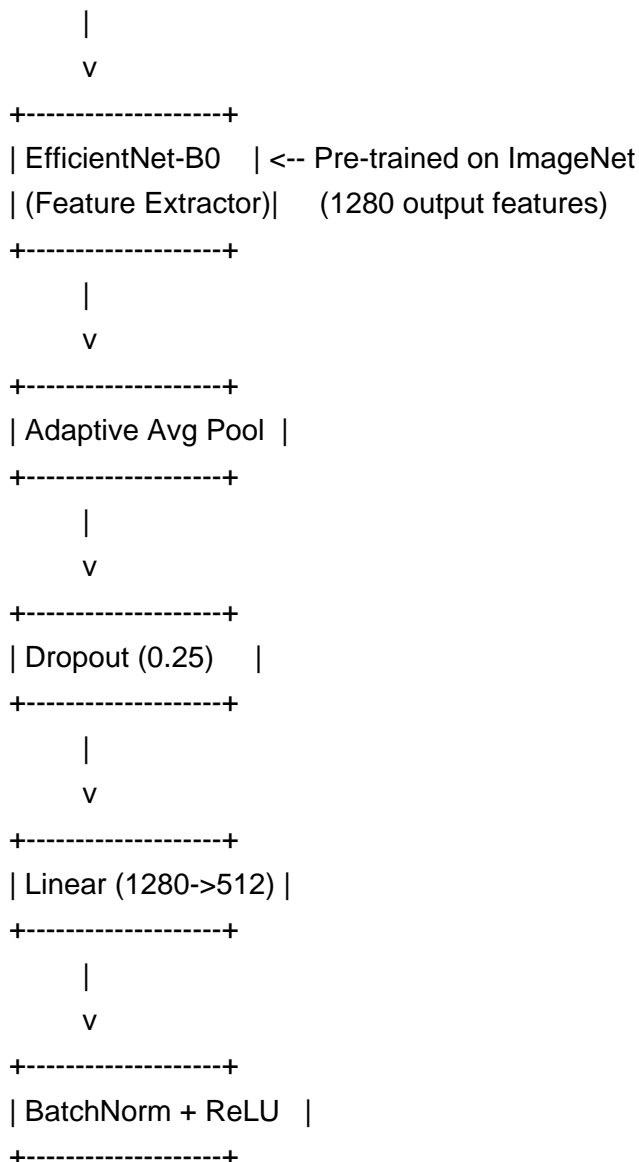 |
v
+--------------------+
| EfficientNet-B0    | <-- Pre-trained on ImageNet
| (Feature Extractor)|     (1280 output features)
+--------------------+
|
v
+--------------------+
| Adaptive Avg Pool  |
+--------------------+
|
v
+--------------------+
| Dropout (0.25)     |
+--------------------+
|
v
+--------------------+
| Linear (1280->512) |
+--------------------+
|
v
+--------------------+
| BatchNorm + ReLU   |
+--------------------+